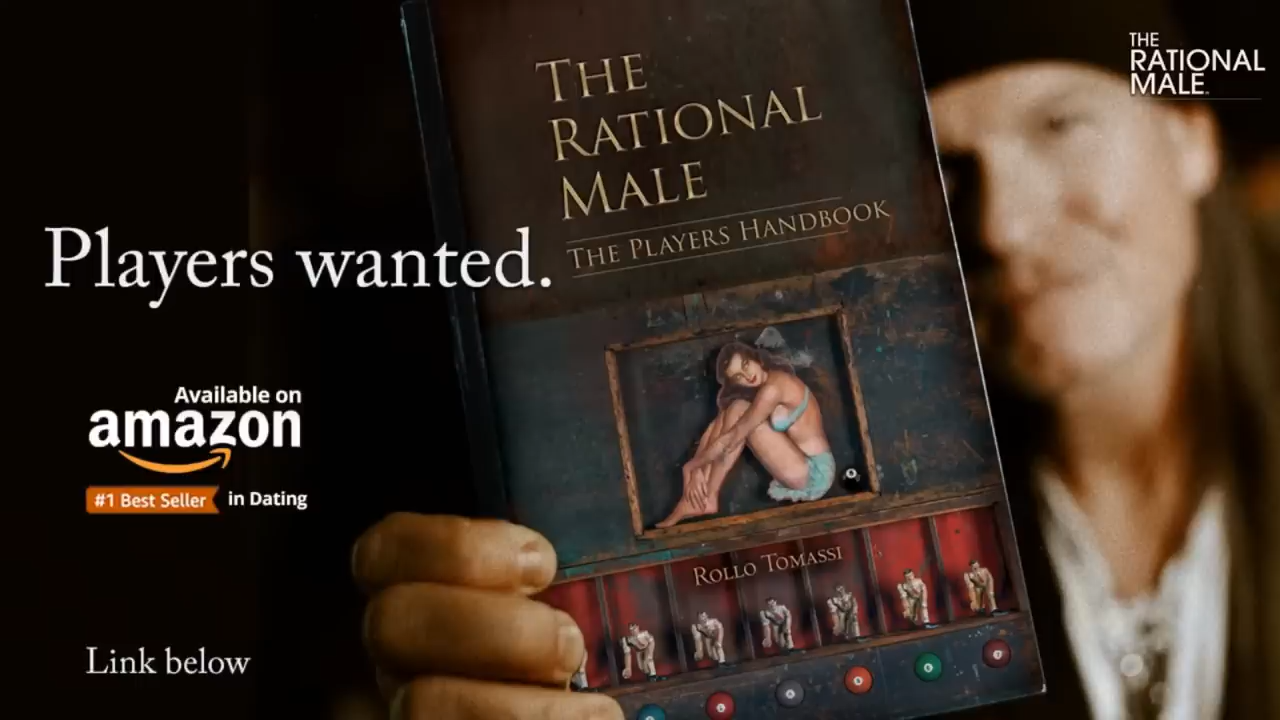 THE
RATIONAL
MALE
THE PLAYERS HANDBOOK
ROLLO TOMASSI
THE
RATIONAL
MALE
Players wanted.
Available on
amazon
#1 Best Seller in Dating
Link below